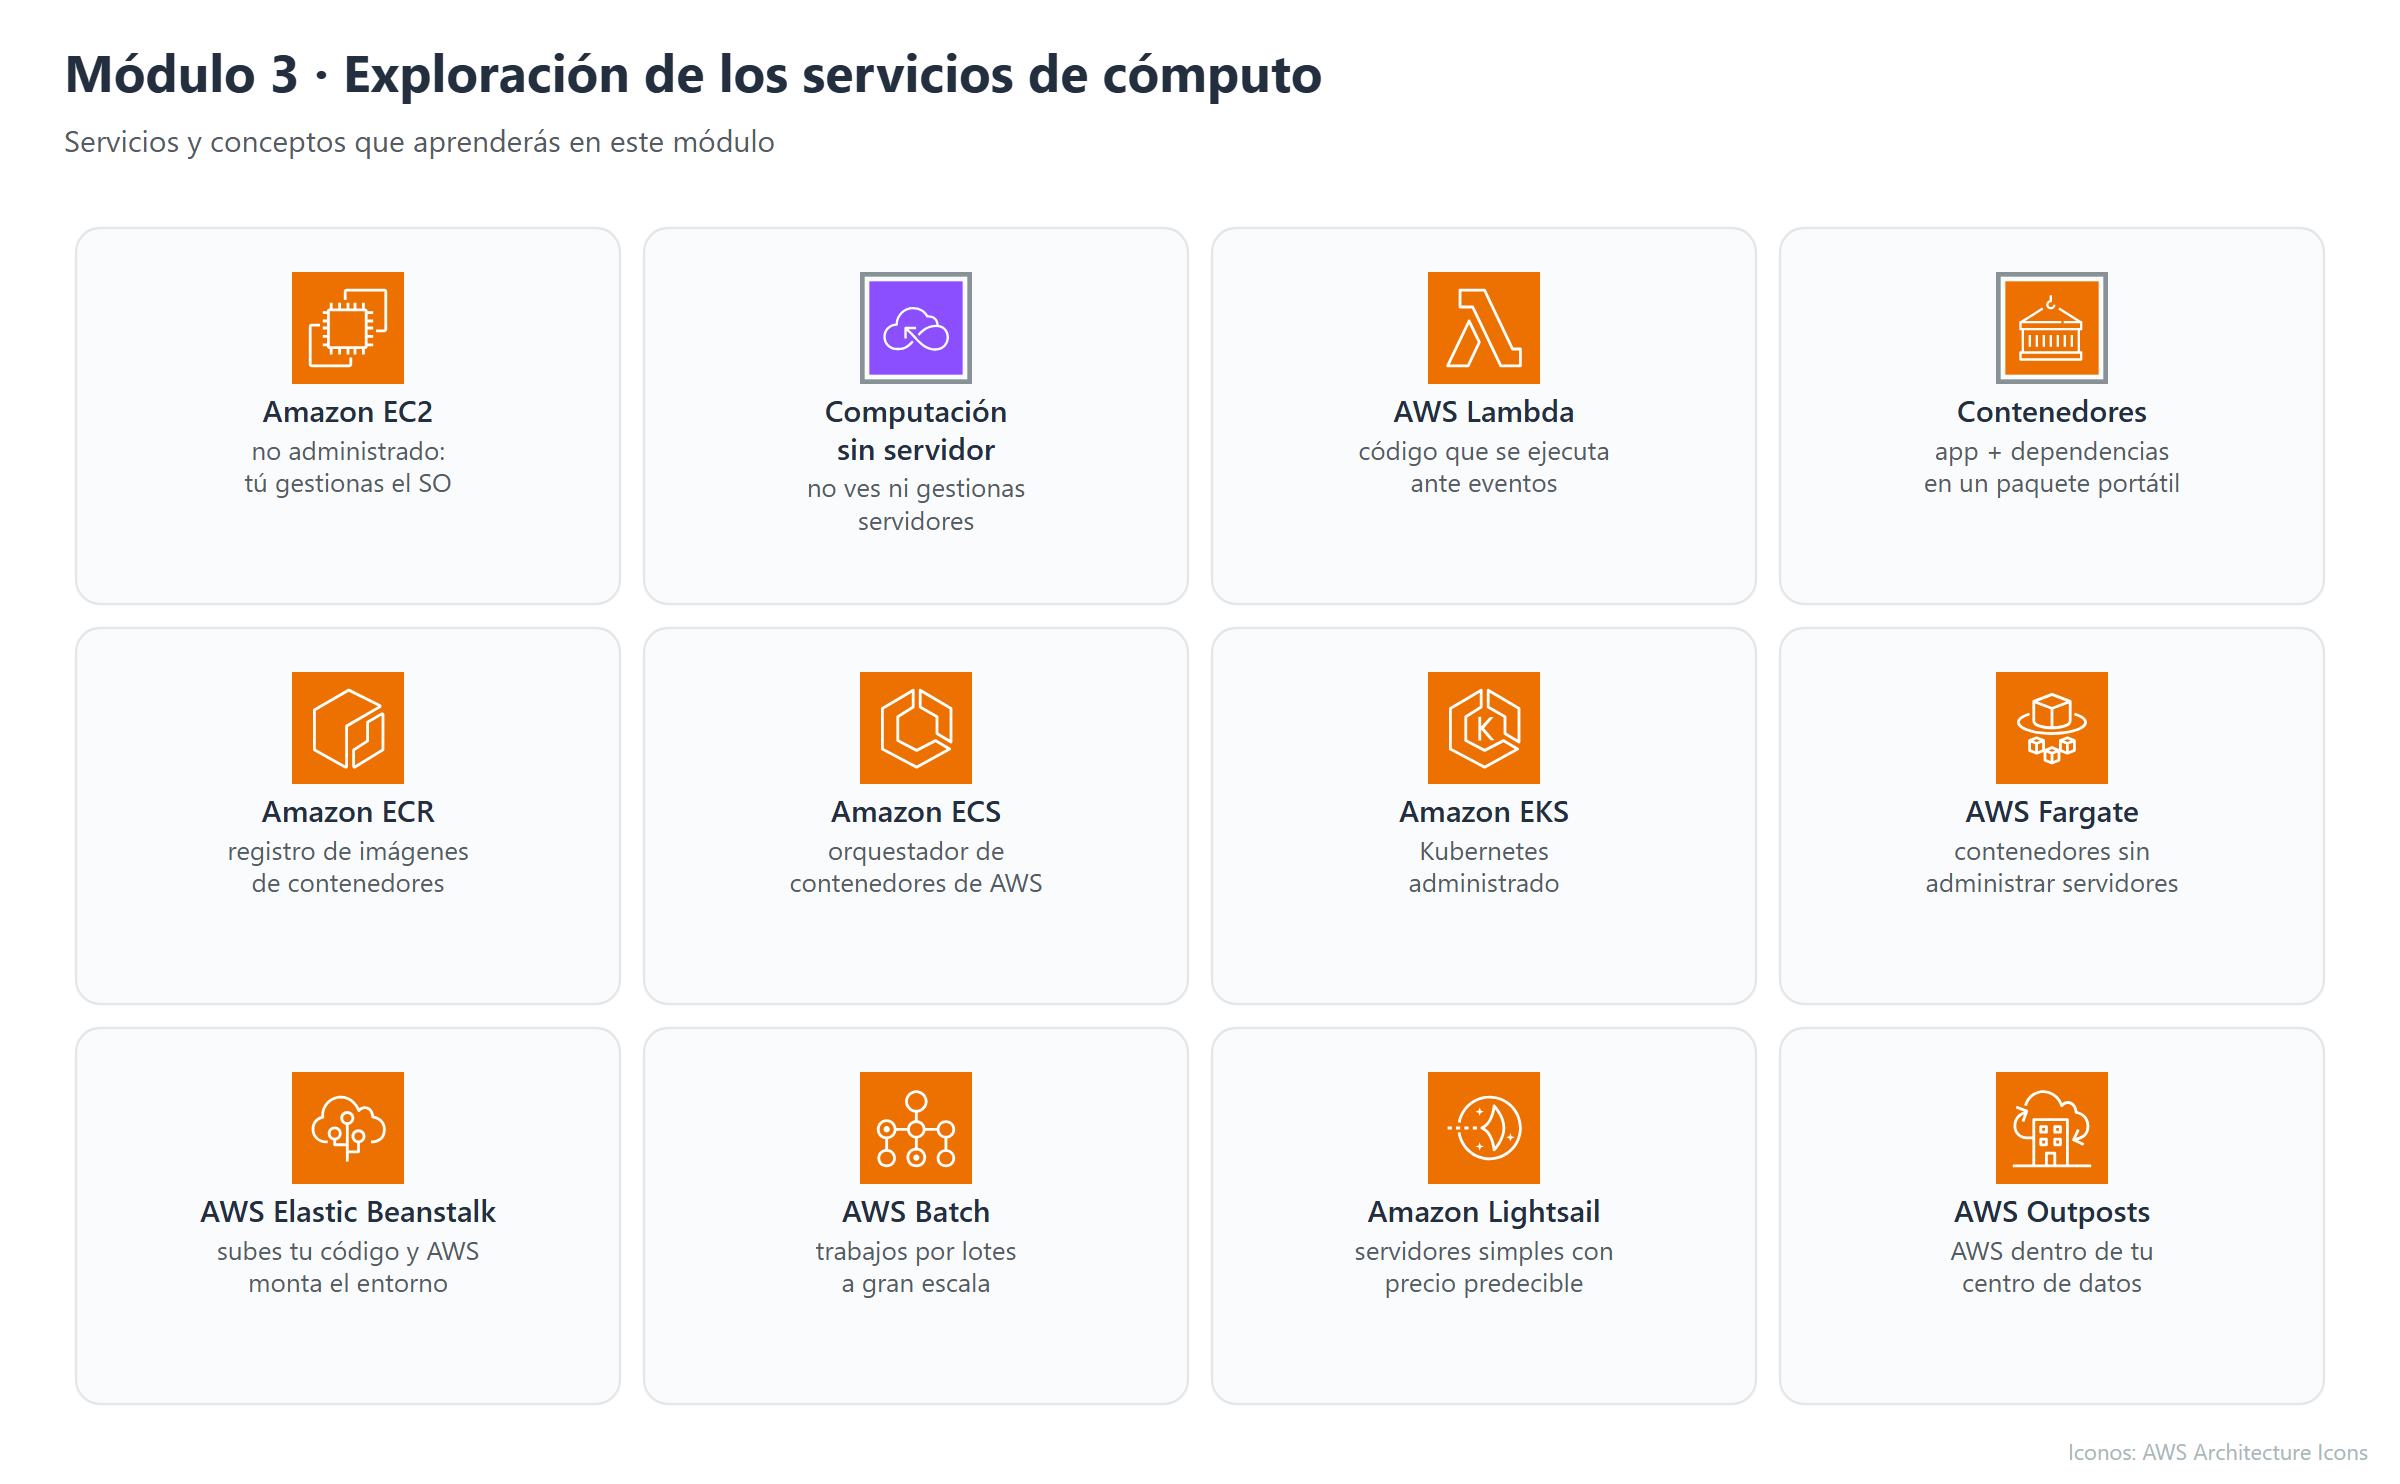 Módulo 3 · Exploración de los servicios de cómputo
Servicios y conceptos que aprenderás en este módulo
Amazon EC2
no administrado:
tú gestionas el SO
Computación
sin servidor
no ves ni gestionas
servidores
AWS Lambda
código que se ejecuta
ante eventos
Contenedores
app + dependencias
en un paquete portátil
Amazon ECR
registro de imágenes
de contenedores
Amazon ECS
orquestador de
contenedores de AWS
K
Amazon EKS
Kubernetes
administrado
AWS Fargate
contenedores sin
administrar servidores
AWS Elastic Beanstalk
subes tu código y AWS
monta el entorno
AWS Batch
trabajos por lotes
a gran escala
Amazon Lightsail
servidores simples con
precio predecible
AWS Outposts
AWS dentro de tu
centro de datos
Iconos: AWS Architecture Icons